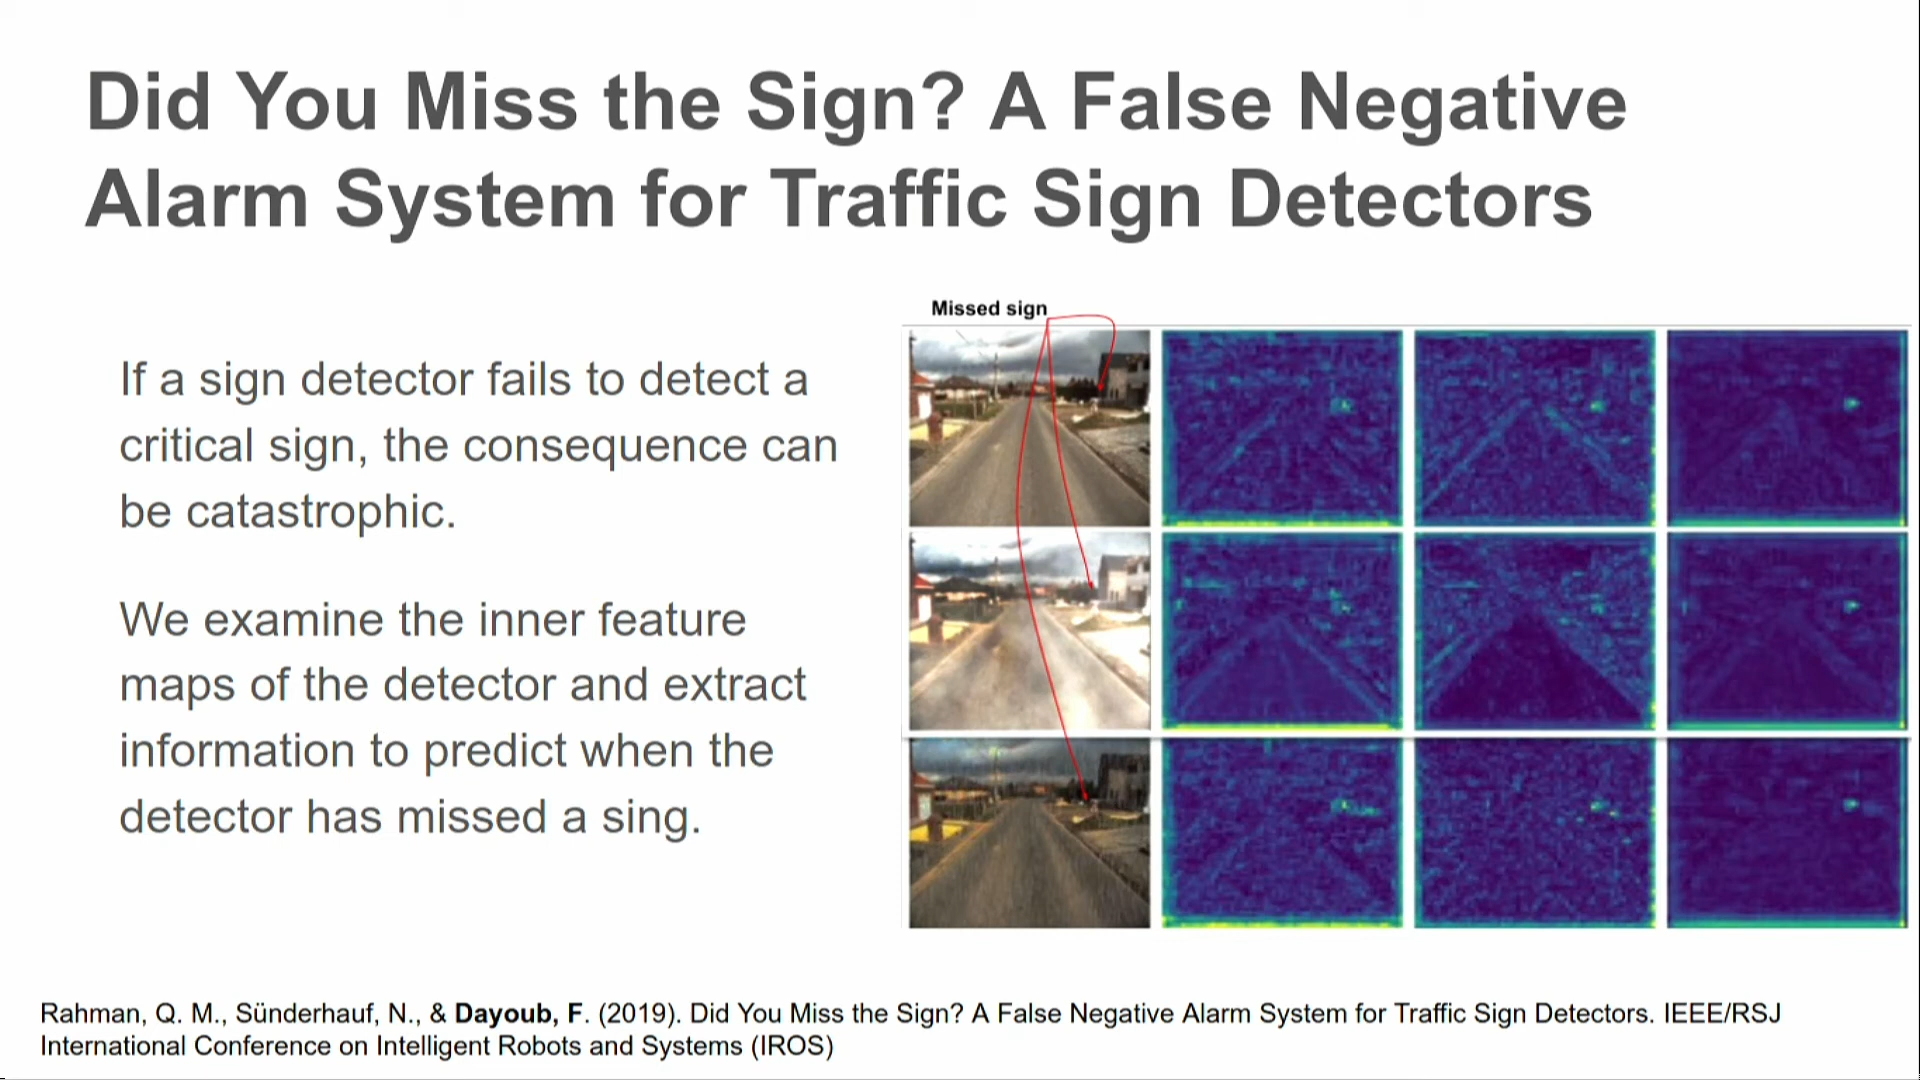 Did You Miss the Sign? A False Negative
Alarm System for Traffic Sign Detectors
Missed sign
If a sign detector fails to detect a
critical sign, the consequence can
be catastrophic.
We examine the inner feature
maps of the detector and extract
information to predict when the
detector has missed a sing.
Rahman, Q. M., Sünderhauf, N., & Dayoub, F. (2019). Did You Miss the Sign? A False Negative Alarm System for Traffic Sign Detectors. IEEE/RSJ
International Conference on Intelligent Robots and Systems (IROS)